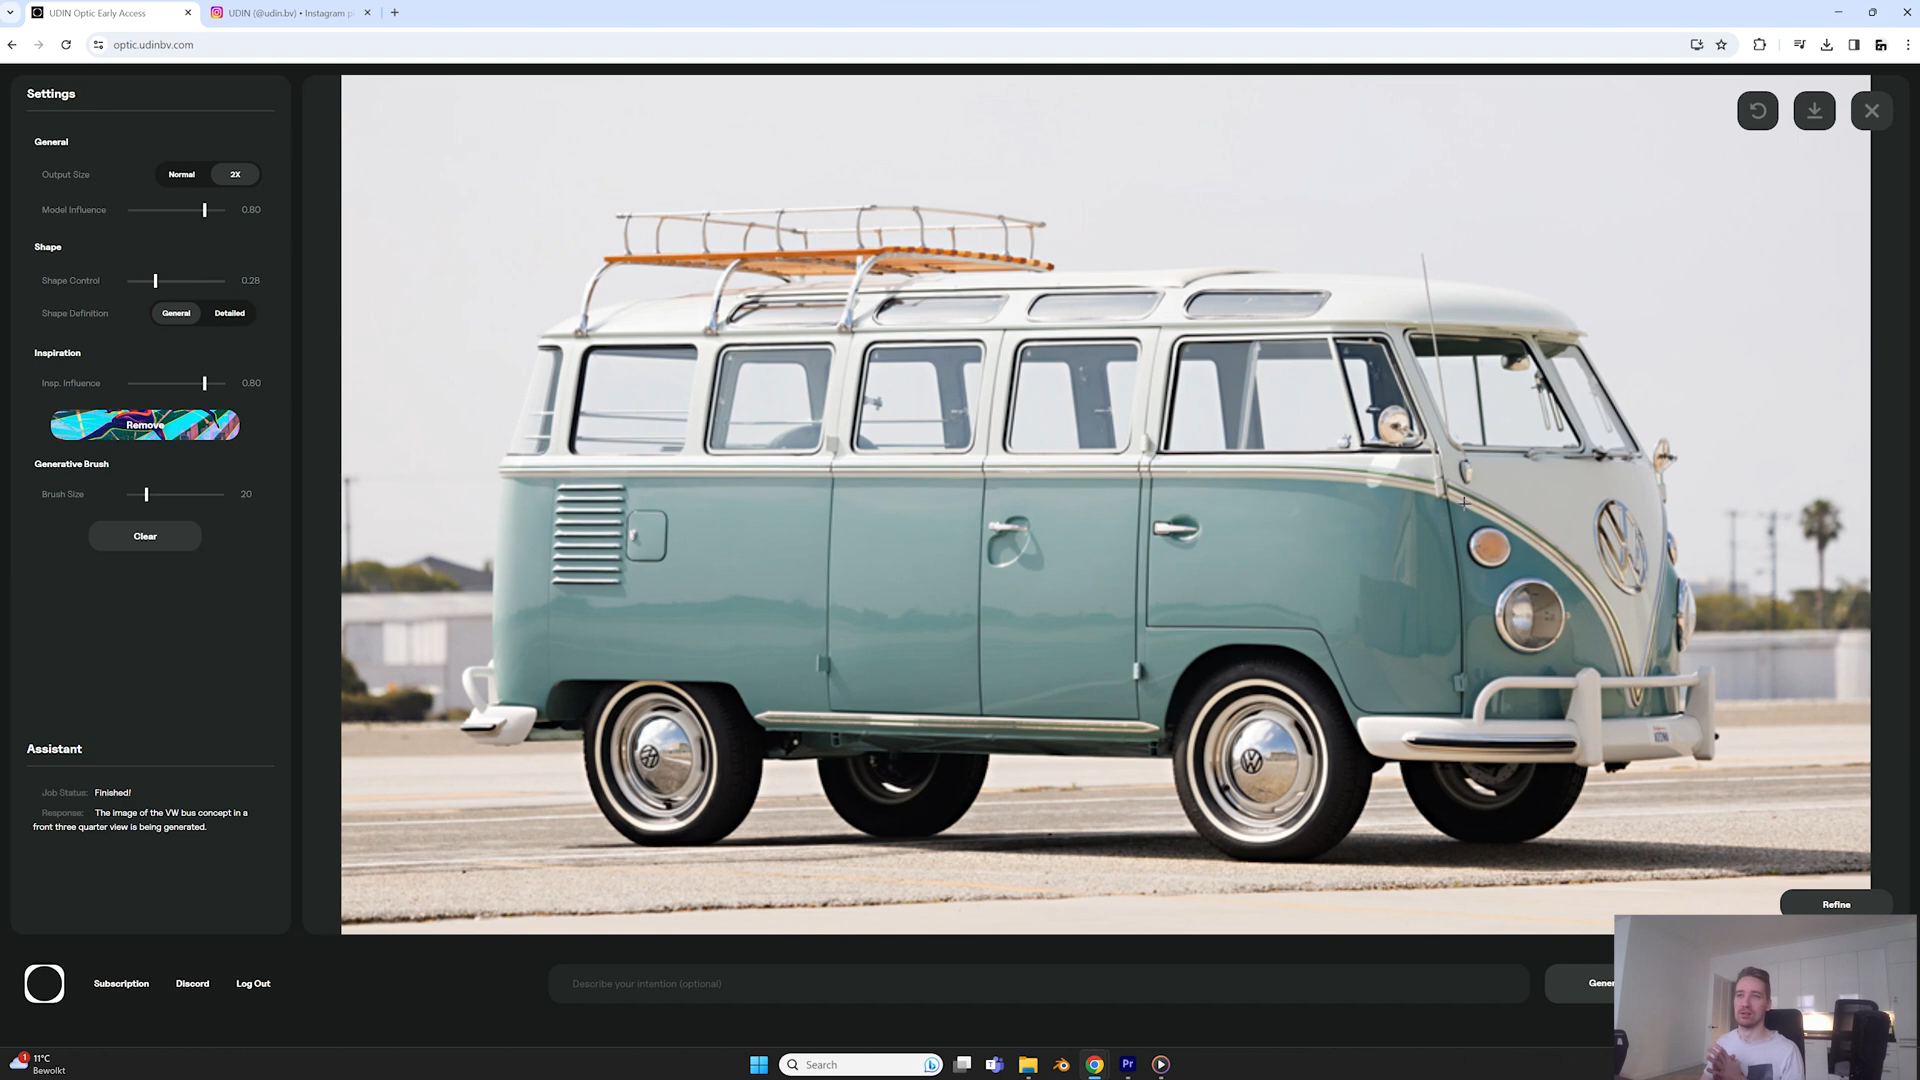 UDIN Optic Early Access
UDIN (@udin.bv) • Instagram p
optic.udinbv.com
Settings
General
Output Size
Normal
2X
Model Influence
0.80
Shape
Shape Control
0.28
Shape Definition
General
Detailed
Inspiration
Insp. Influence
0.80
Remove
Generative Brush
Brush Size
20
Clear
Assistant
Job Status: Finished!
Response: The image of the VW bus concept in a
front three quarter view is being generated.
Refine
Subscription
Discord
Log Out
Describe your intention (optional)
Gener
1
11°C
Bewolkt
Search
Pr